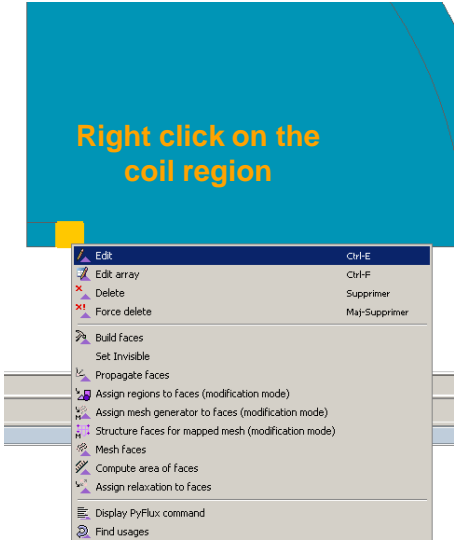 Right click on the
coil region
Edit Ctrl-E
Edit array Ctrl-F
Delete Supprimer
Force delete Maj-Supprimer
Build faces
Set Invisible
Propagate faces
Assign regions to faces (modification mode)
Assign mesh generator to faces (modification mode)
Structure faces for mapped mesh (modification mode)
Mesh faces
Compute area of faces
Assign relaxation to faces
Display PyFlux command
Find usages